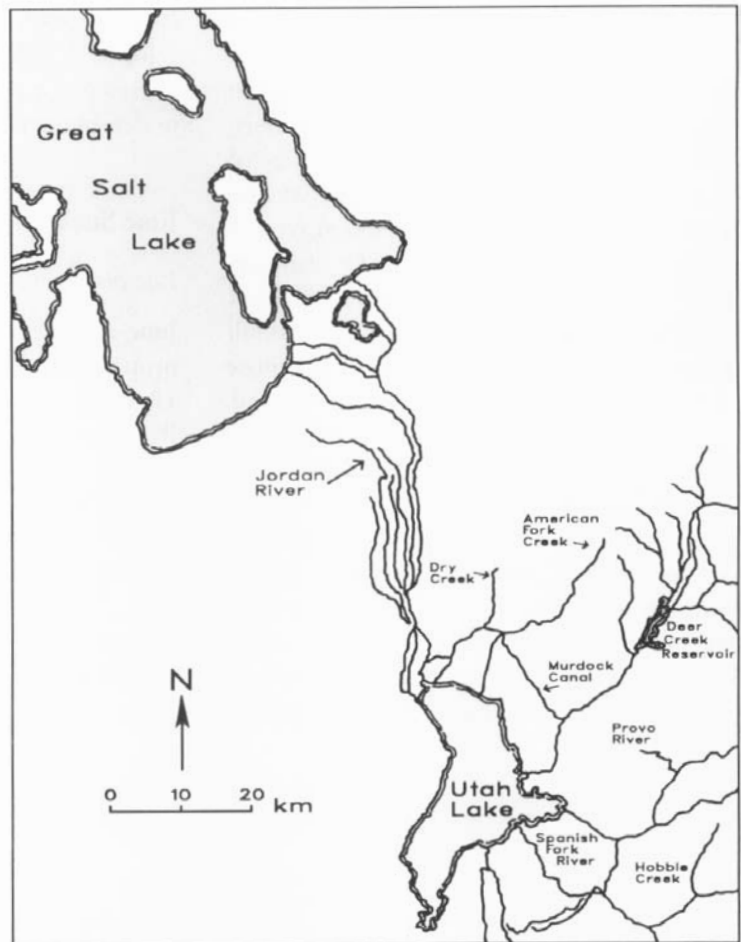 Great
Salt
Lake
Jordan
River
American
Fork
Creek
Dry
Creek
Deer
Creek
Reservoir
Murdock
Canal
N
Provo
River
0 10 20 km
Utah
Lake
Spanish
Fork
River
Hobble
Creek